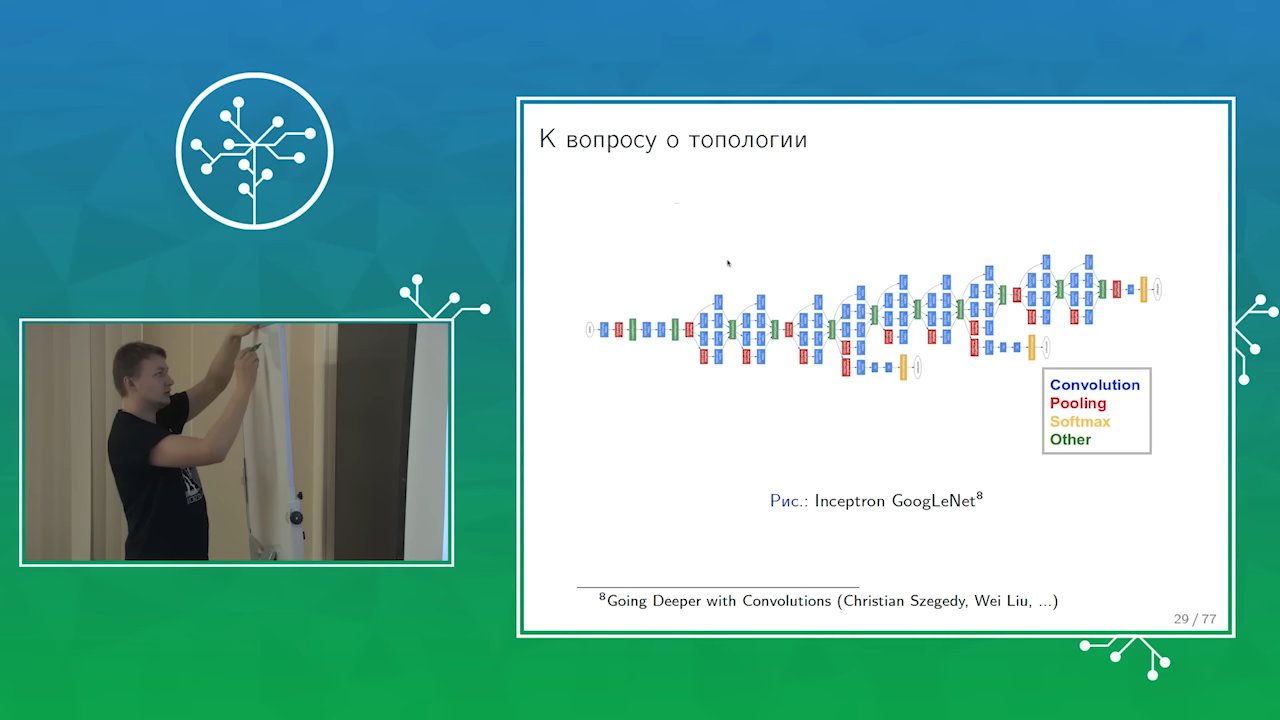 К вопросу о топологии
Convolution
Pooling
Softmax
Other
Рис.: Inceptron GoogLeNet⁸
⁸Going Deeper with Convolutions (Christian Szegedy, Wei Liu, ...)
29 / 77